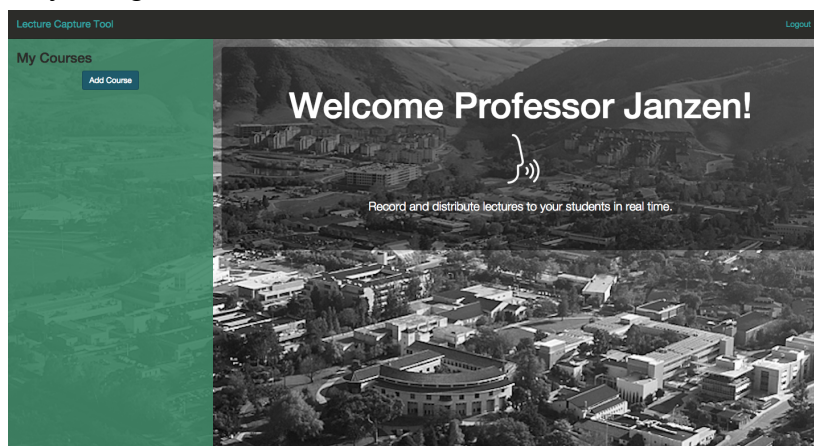 Lecture Capture Tool
Logout
My Courses
Add Course
Welcome Professor Janzen!
Record and distribute lectures to your students in real time.